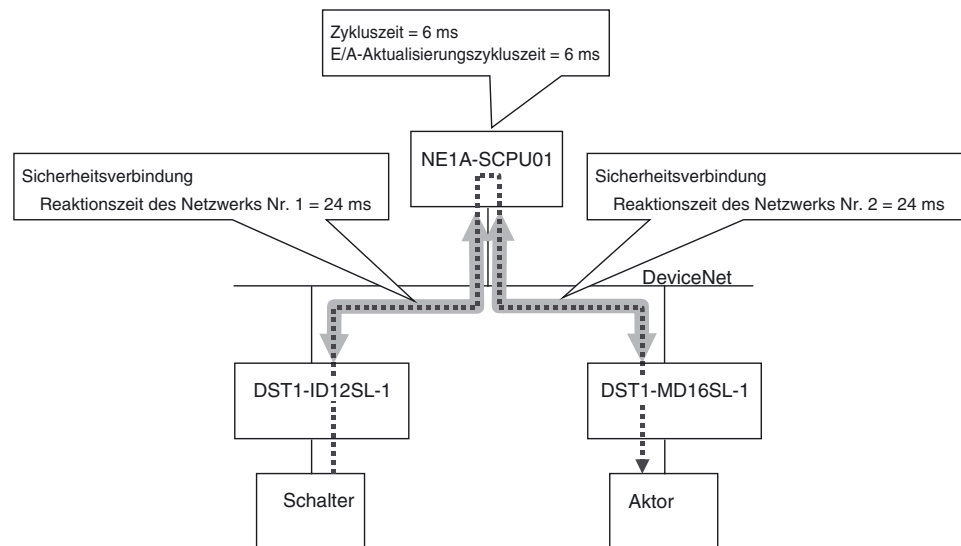 Zykluszeit = 6 ms
E/A-Aktualisierungszykluszeit = 6 ms
NE1A-SCPU01
Sicherheitsverbindung
Reaktionszeit des Netzwerks Nr. 1 = 24 ms
Sicherheitsverbindung
Reaktionszeit des Netzwerks Nr. 2 = 24 ms
DeviceNet
DST1-ID12SL-1
DST1-MD16SL-1
Schalter
Aktor